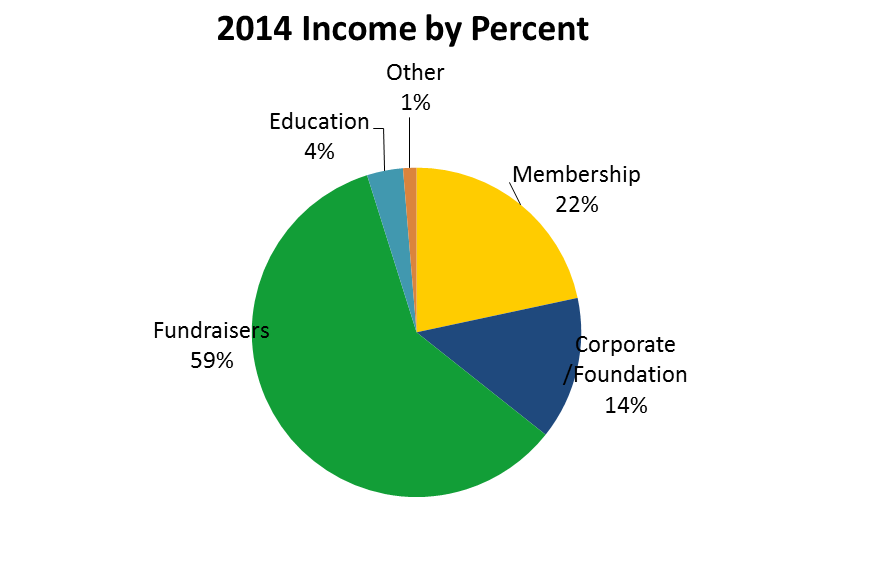 2014 Income by Percent
Other
1%
Education
4%
Membership
22%
Fundraisers
59%
Corporate
/Foundation
14%